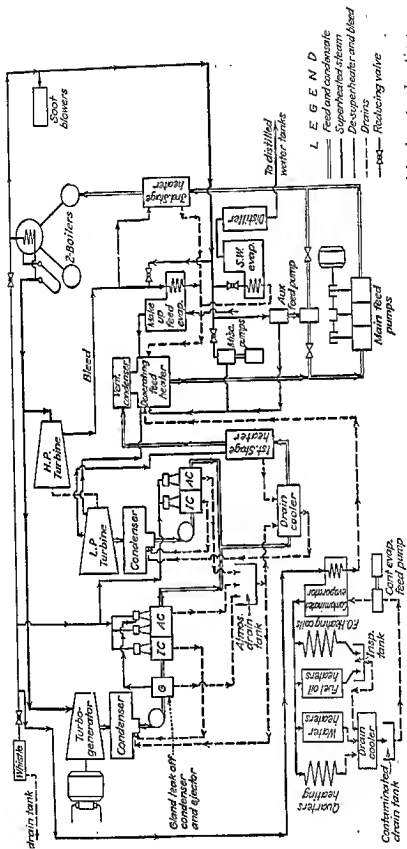 Soot
blowers
2-Boilers
H.P.
Turbine
Bleed
3rd.Stage
heater
LEGEND
Feed and condensate
Superheated steam
De-superheater and bleed
Drains
Reducing valve
To distilled
water tanks
Distiller
S.W.
evap.
Make
up feed
evap.
Misc.
pumps
Aux
feed pump
Main feed
pumps
Vent
condenser
Deaerating
feed
heater
L.P.
Turbine
Condenser
IC
AC
1st.Stage
heater
Drain
cooler
Turbo-
generator
Condenser
G
IC
AC
Gland leak off
condenser
and ejector
Atmos.
drain
tank
Whistle
drain tank
Contaminated
evaporator
Cont evap.
feed pump
F.O. Heating coils
Fuel oil
heaters
Insp.
tank
Water
heaters
Quarters
heating
Drain
cooler
Contaminated
drain tank